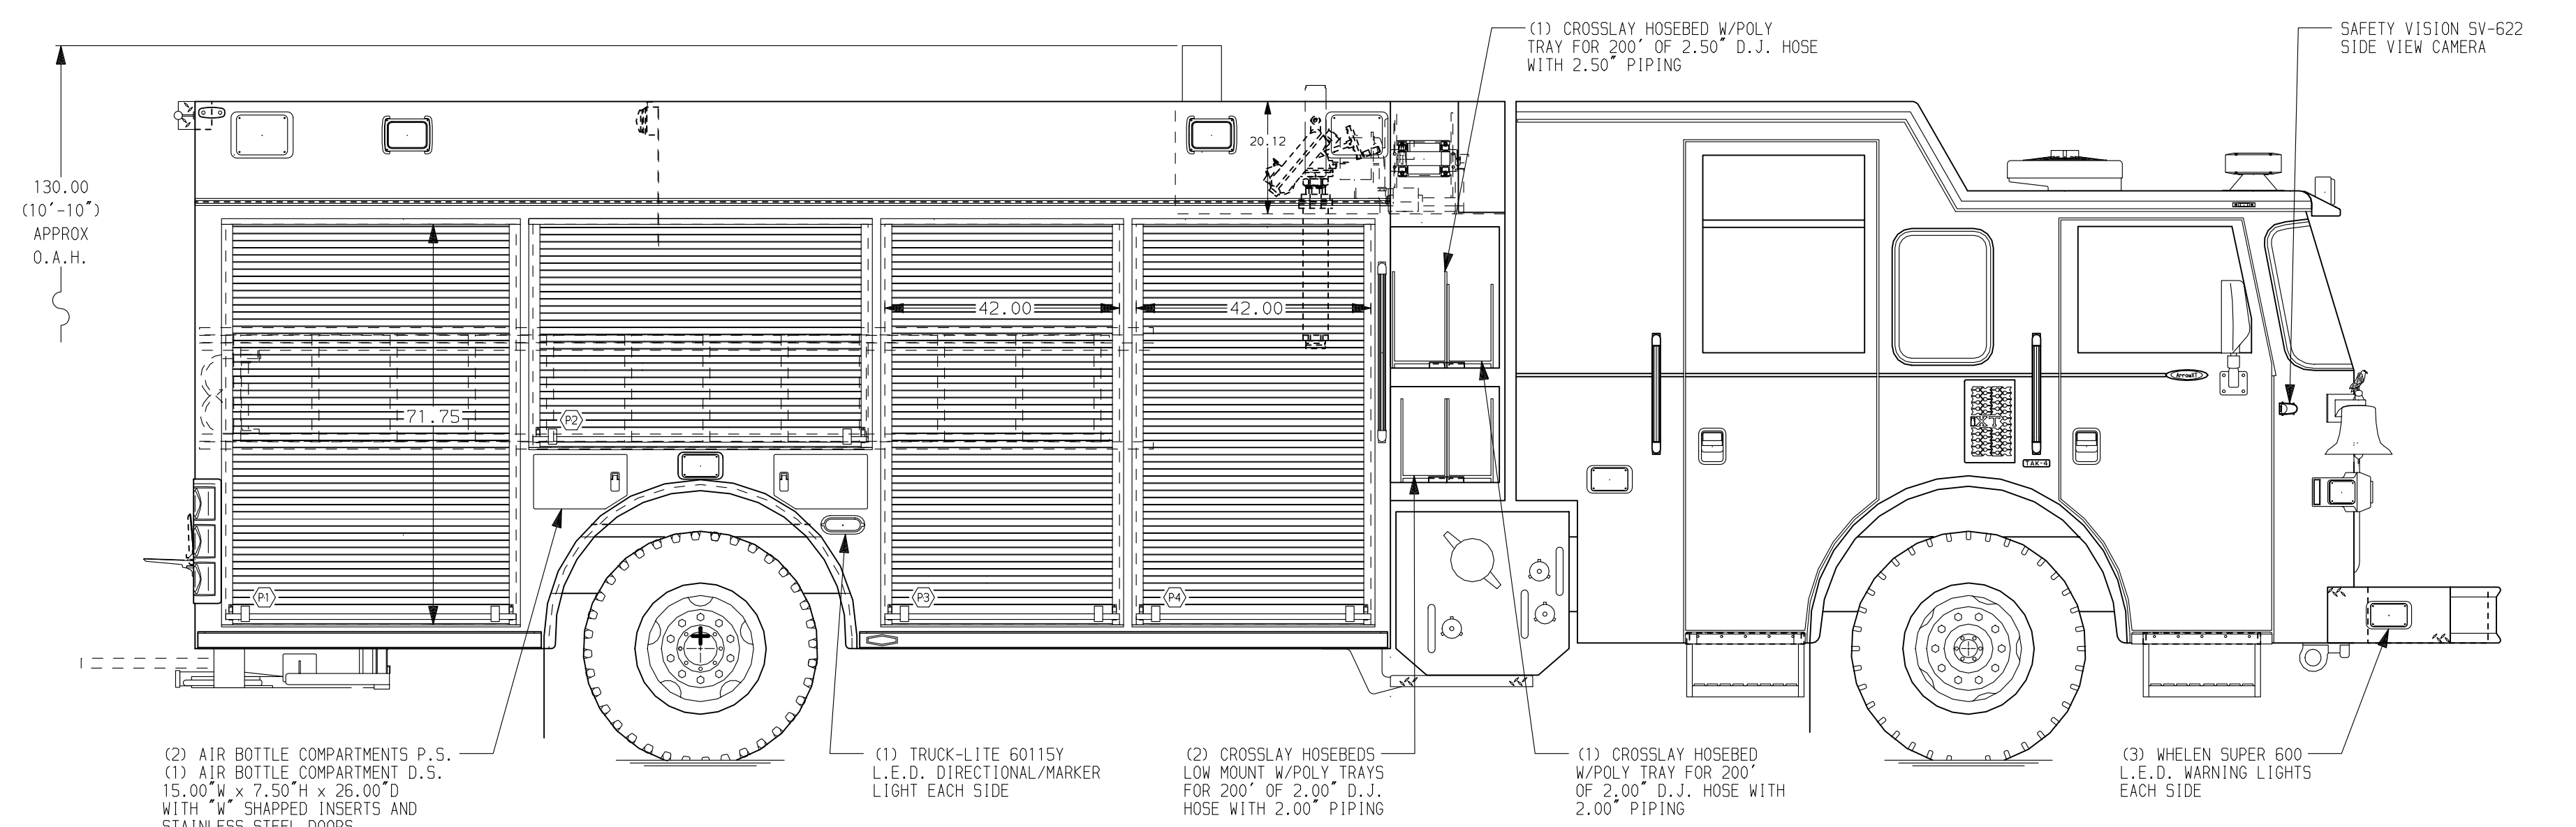 (1) CROSSLAY HOSEBED W/POLY
TRAY FOR 200' OF 2.50" D.J. HOSE
WITH 2.50" PIPING
SAFETY VISION SV-622
SIDE VIEW CAMERA
130.00
(10'-10")
APPROX
O.A.H.
20.12
42.00
42.00
71.75
ArrowXT
TAK-4
P2
P1
P3
P4
(2) AIR BOTTLE COMPARTMENTS P.S.
(1) AIR BOTTLE COMPARTMENT D.S.
15.00"W x 7.50"H x 26.00"D
WITH "W" SHAPPED INSERTS AND
STAINLESS STEEL DOORS
(1) TRUCK-LITE 60115Y
L.E.D. DIRECTIONAL/MARKER
LIGHT EACH SIDE
(2) CROSSLAY HOSEBEDS
LOW MOUNT W/POLY TRAYS
FOR 200' OF 2.00" D.J.
HOSE WITH 2.00" PIPING
(1) CROSSLAY HOSEBED
W/POLY TRAY FOR 200'
OF 2.00" D.J. HOSE WITH
2.00" PIPING
(3) WHELEN SUPER 600
L.E.D. WARNING LIGHTS
EACH SIDE